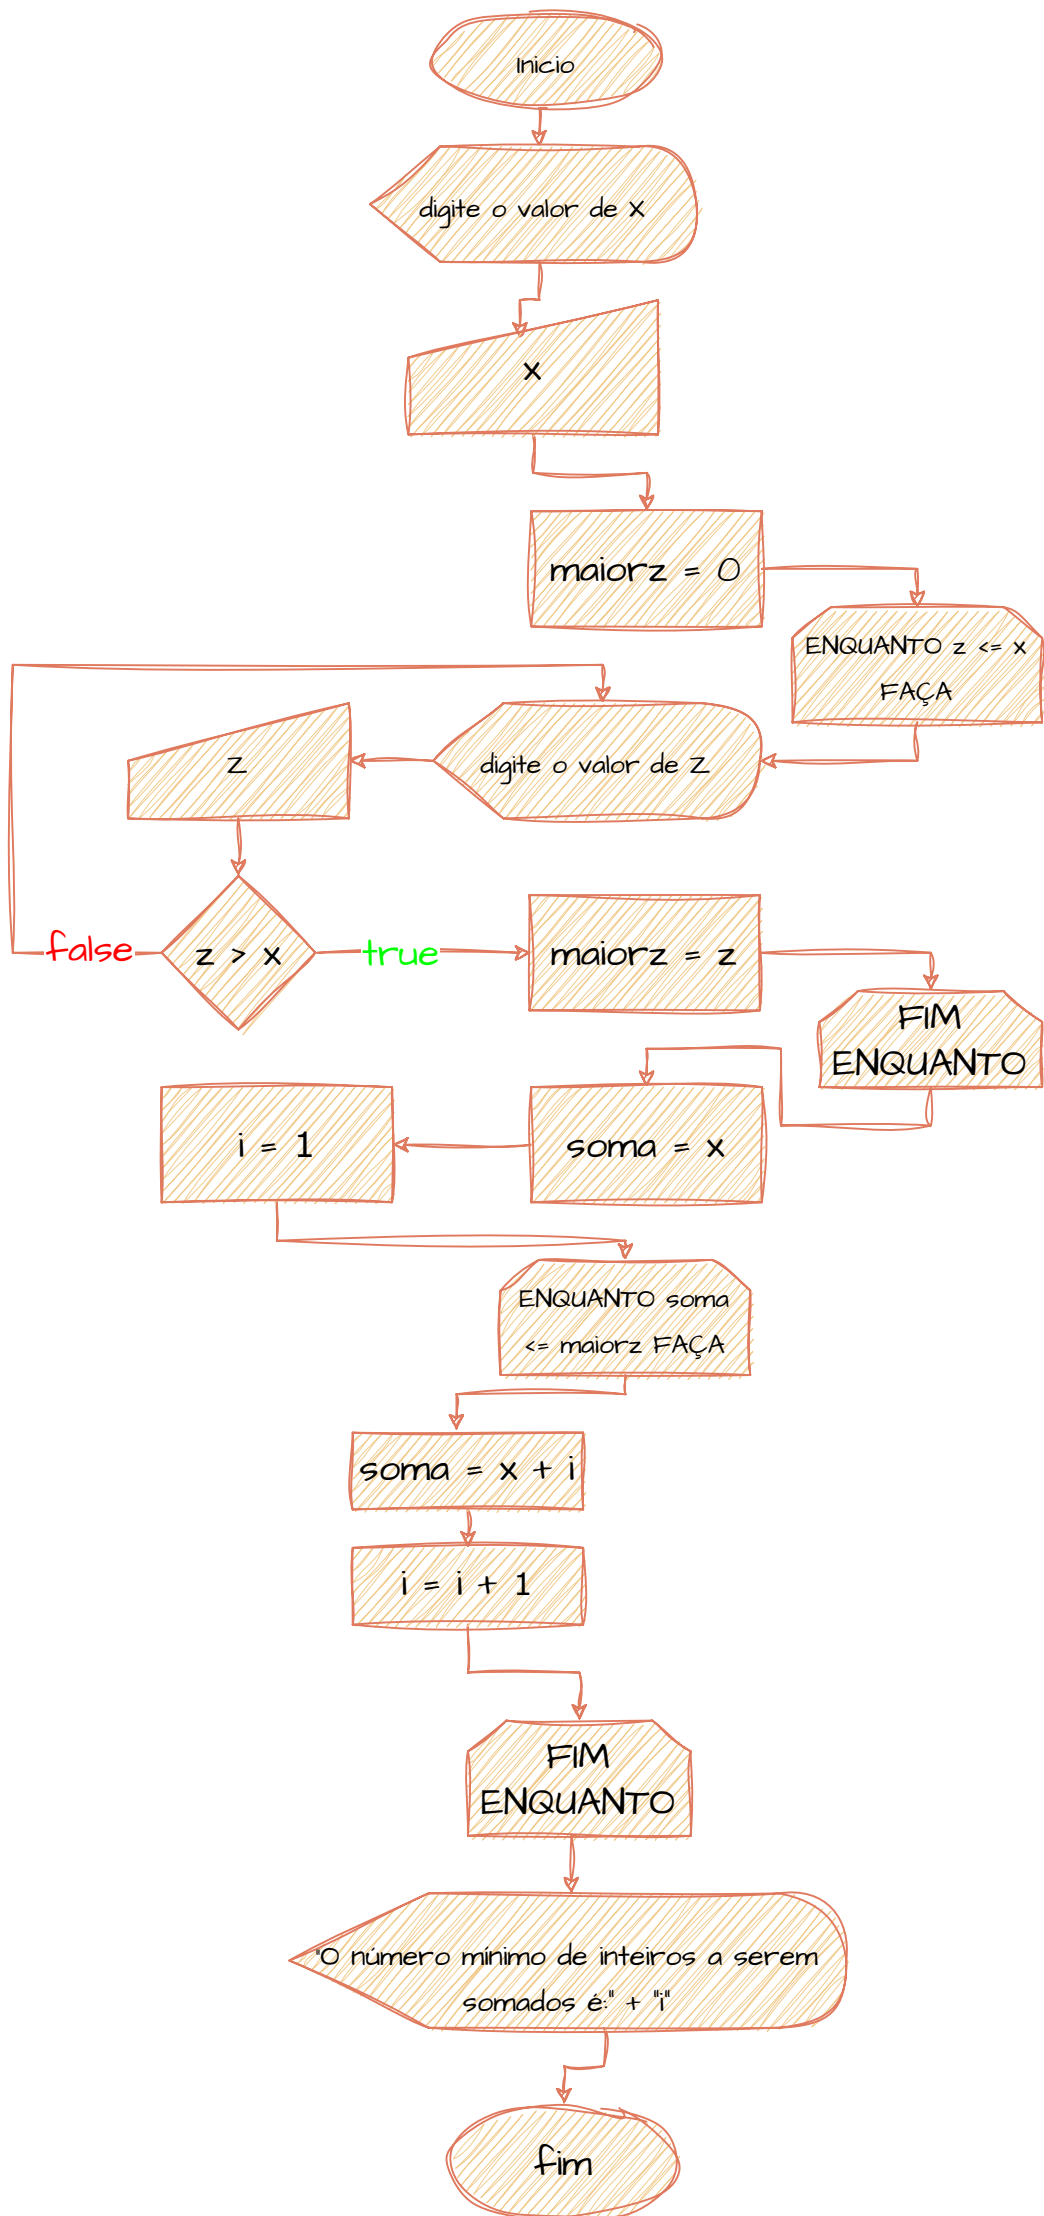 Inicio
digite o valor de X
X
maiorz = 0
ENQUANTO z <= x
FAÇA
digite o valor de Z
Z
z > x
false
true
maiorz = z
FIM
ENQUANTO
soma = x
i = 1
ENQUANTO soma
<= maiorz FAÇA
soma = x + i
i = i + 1
FIM
ENQUANTO
"O número mínimo de inteiros a serem
somados é:" + "i"
fim